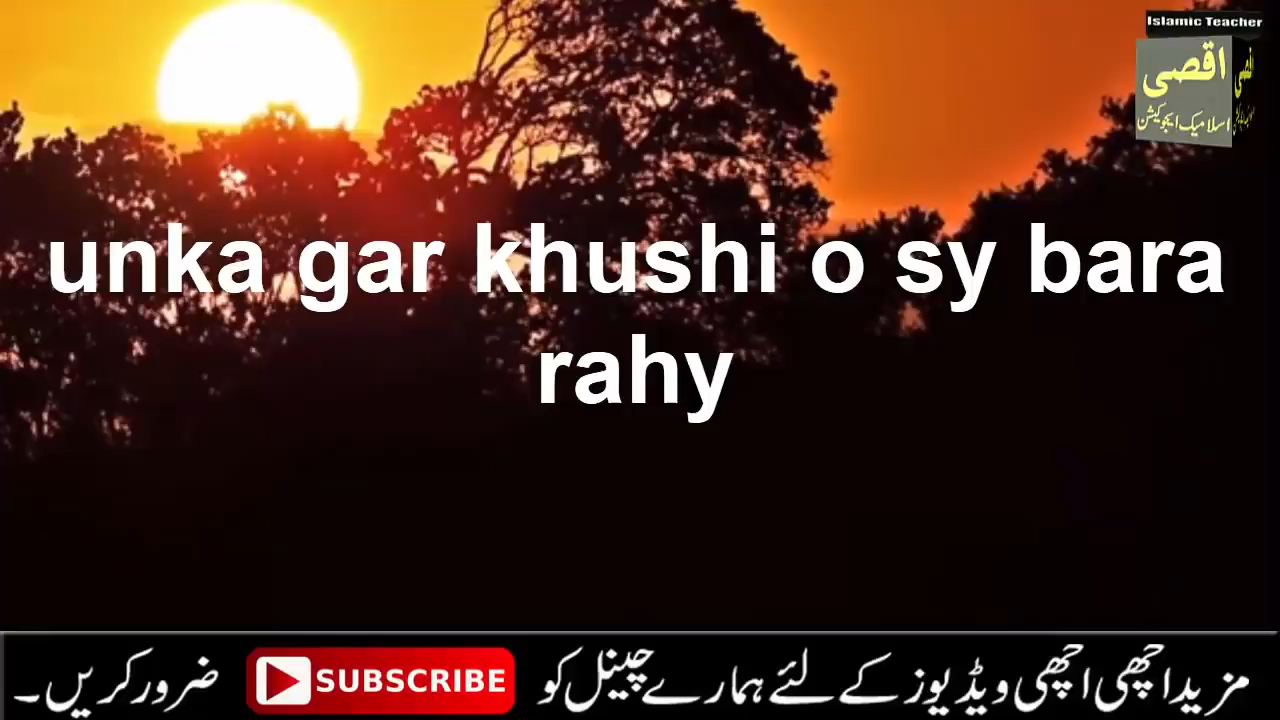 Islamic Teacher
اقصی
اسلامیک ایجوکیشن
unka gar khushi o sy bara
rahy
مزید اچھی اچھی ویڈیوز کے لئے ہمارے چینل کو SUBSCRIBE ضرور کریں۔